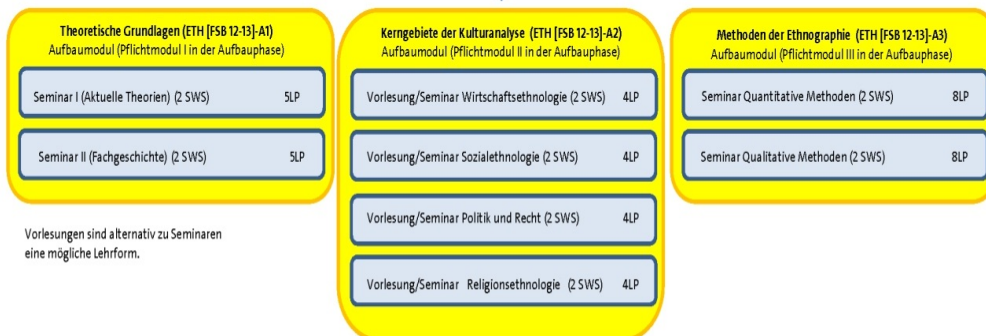 Theoretische Grundlagen (ETH [FSB 12-13]-A1)
Aufbaumodul (Pflichtmodul I in der Aufbauphase)
Seminar I (Aktuelle Theorien) (2 SWS) 5LP
Seminar II (Fachgeschichte) (2 SWS) 5LP
Vorlesungen sind alternativ zu Seminaren
eine mögliche Lehrform.
Kerngebiete der Kulturanalyse (ETH [FSB 12-13]-A2)
Aufbaumodul (Pflichtmodul II in der Aufbauphase)
Vorlesung/Seminar Wirtschaftsethnologie (2 SWS) 4LP
Vorlesung/Seminar Sozialethnologie (2 SWS) 4LP
Vorlesung/Seminar Politik und Recht (2 SWS) 4LP
Vorlesung/Seminar Religionsethnologie (2 SWS) 4LP
Methoden der Ethnographie (ETH [FSB 12-13]-A3)
Aufbaumodul (Pflichtmodul III in der Aufbauphase)
Seminar Quantitative Methoden (2 SWS) 8LP
Seminar Qualitative Methoden (2 SWS) 8LP